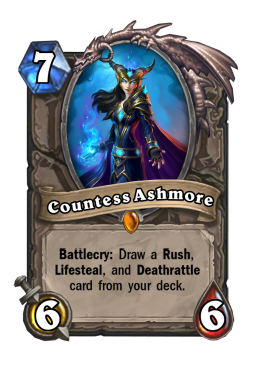 7
Countess Ashmore
Battlecry: Draw a Rush,
Lifesteal, and Deathrattle
card from your deck.
6 6